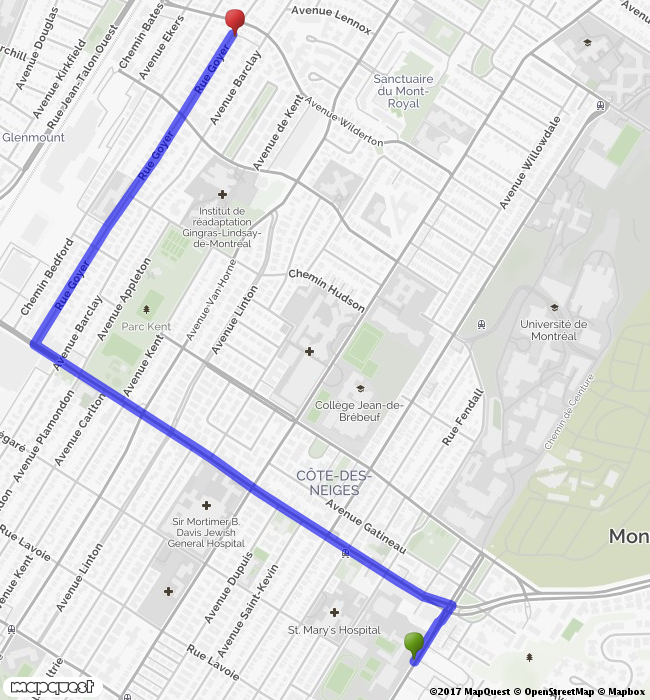 Avenue Douglas
Chemin Bates
Avenue Ekers
Avenue Lennox
Avenue Kirkfield
Rue Jean-Talon Ouest
rchill
Rue Goyer
Avenue Barclay
Sanctuaire
du Mont-
Royal
Avenue Wilderton
Avenue de Kent
Glenmount
Rue Goyer
Avenue Willowdale
Institut de
réadaptation
Gingras-Lindsay-
de-Montréal
Chemin Bedford
Rue Goyer
Avenue Appleton
Avenue Van Horne
Chemin Hudson
Avenue Barclay
Avenue Linton
Parc Kent
Université de
Montréal
Avenue Kent
Collège Jean-de-
Brébeuf
Rue Fendall
Chemin de Ceinture
Avenue Plamondon
Avenue Carlton
égaré
CÔTE-DES-
NEIGES
ndon
Avenue Gatineau
Sir Mortimer B.
Davis Jewish
General Hospital
Mon
Rue Lavoie
Avenue Kent
Avenue Linton
Avenue Dupuis
Avenue Saint-Kevin
St. Mary's Hospital
Rue Lavoie
ltrie
mapquest
©2017 MapQuest © OpenStreetMap © Mapbox